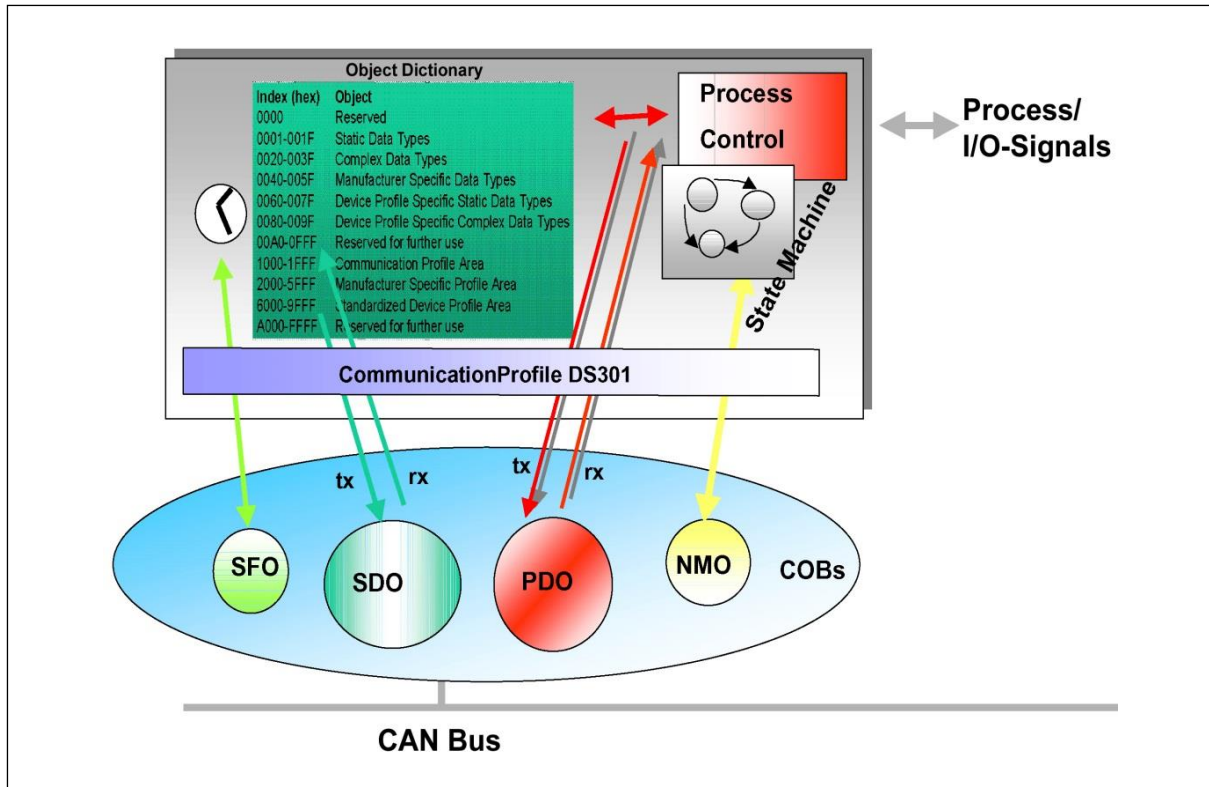 Object Dictionary
Index (hex) Object
0000 Reserved
0001-001F Static Data Types
0020-003F Complex Data Types
0040-005F Manufacturer Specific Data Types
0060-007F Device Profile Specific Static Data Types
0080-009F Device Profile Specific Complex Data Types
00A0-0FFF Reserved for further use
1000-1FFF Communication Profile Area
2000-5FFF Manufacturer Specific Profile Area
6000-9FFF Standardized Device Profile Area
A000-FFFF Reserved for further use
Process
Control
State Machine
Process/
I/O-Signals
CommunicationProfile DS301
tx rx tx rx
SFO SDO PDO NMO COBs
CAN Bus